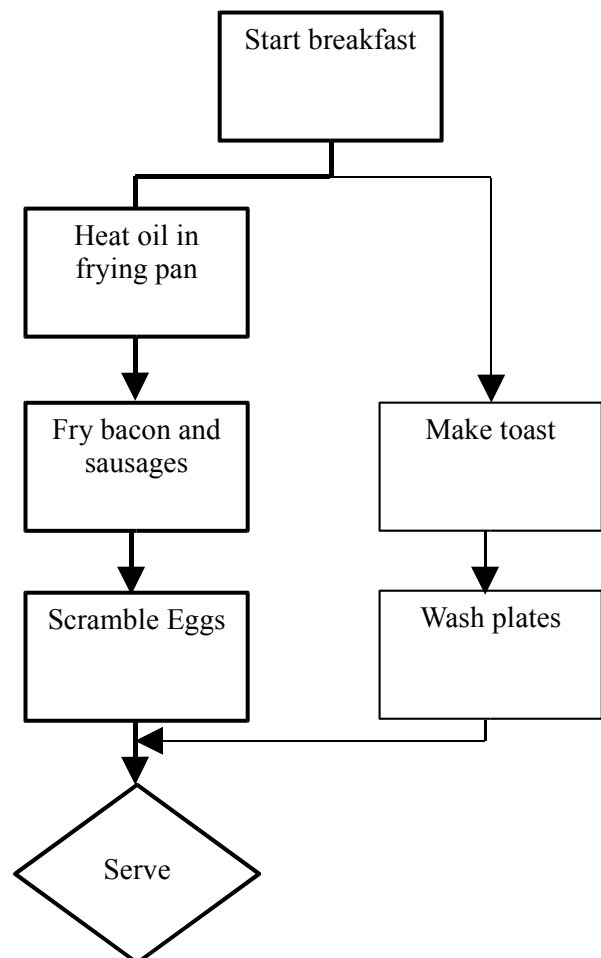 Start breakfast
Heat oil in
frying pan
Fry bacon and
sausages
Make toast
Scramble Eggs
Wash plates
Serve